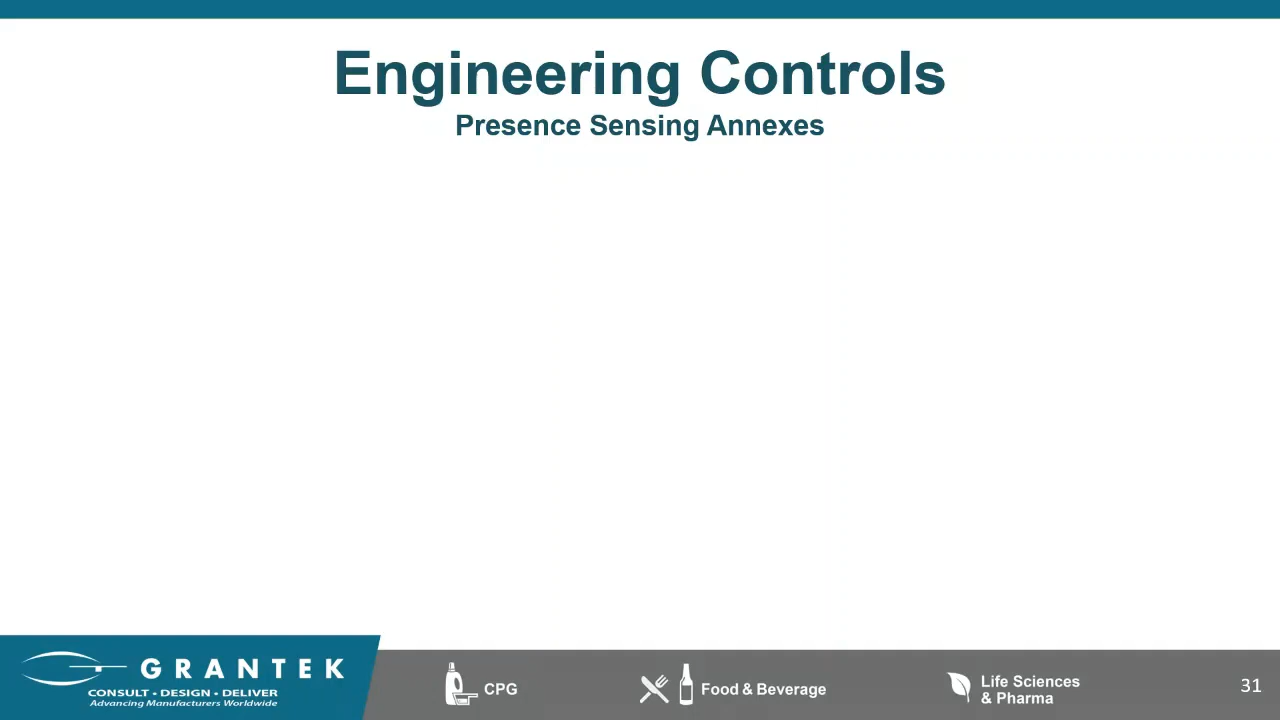 Engineering Controls
Presence Sensing Annexes
GRANTEK
CONSULT • DESIGN • DELIVER
Advancing Manufacturers Worldwide
CPG
Food & Beverage
Life Sciences
& Pharma
31